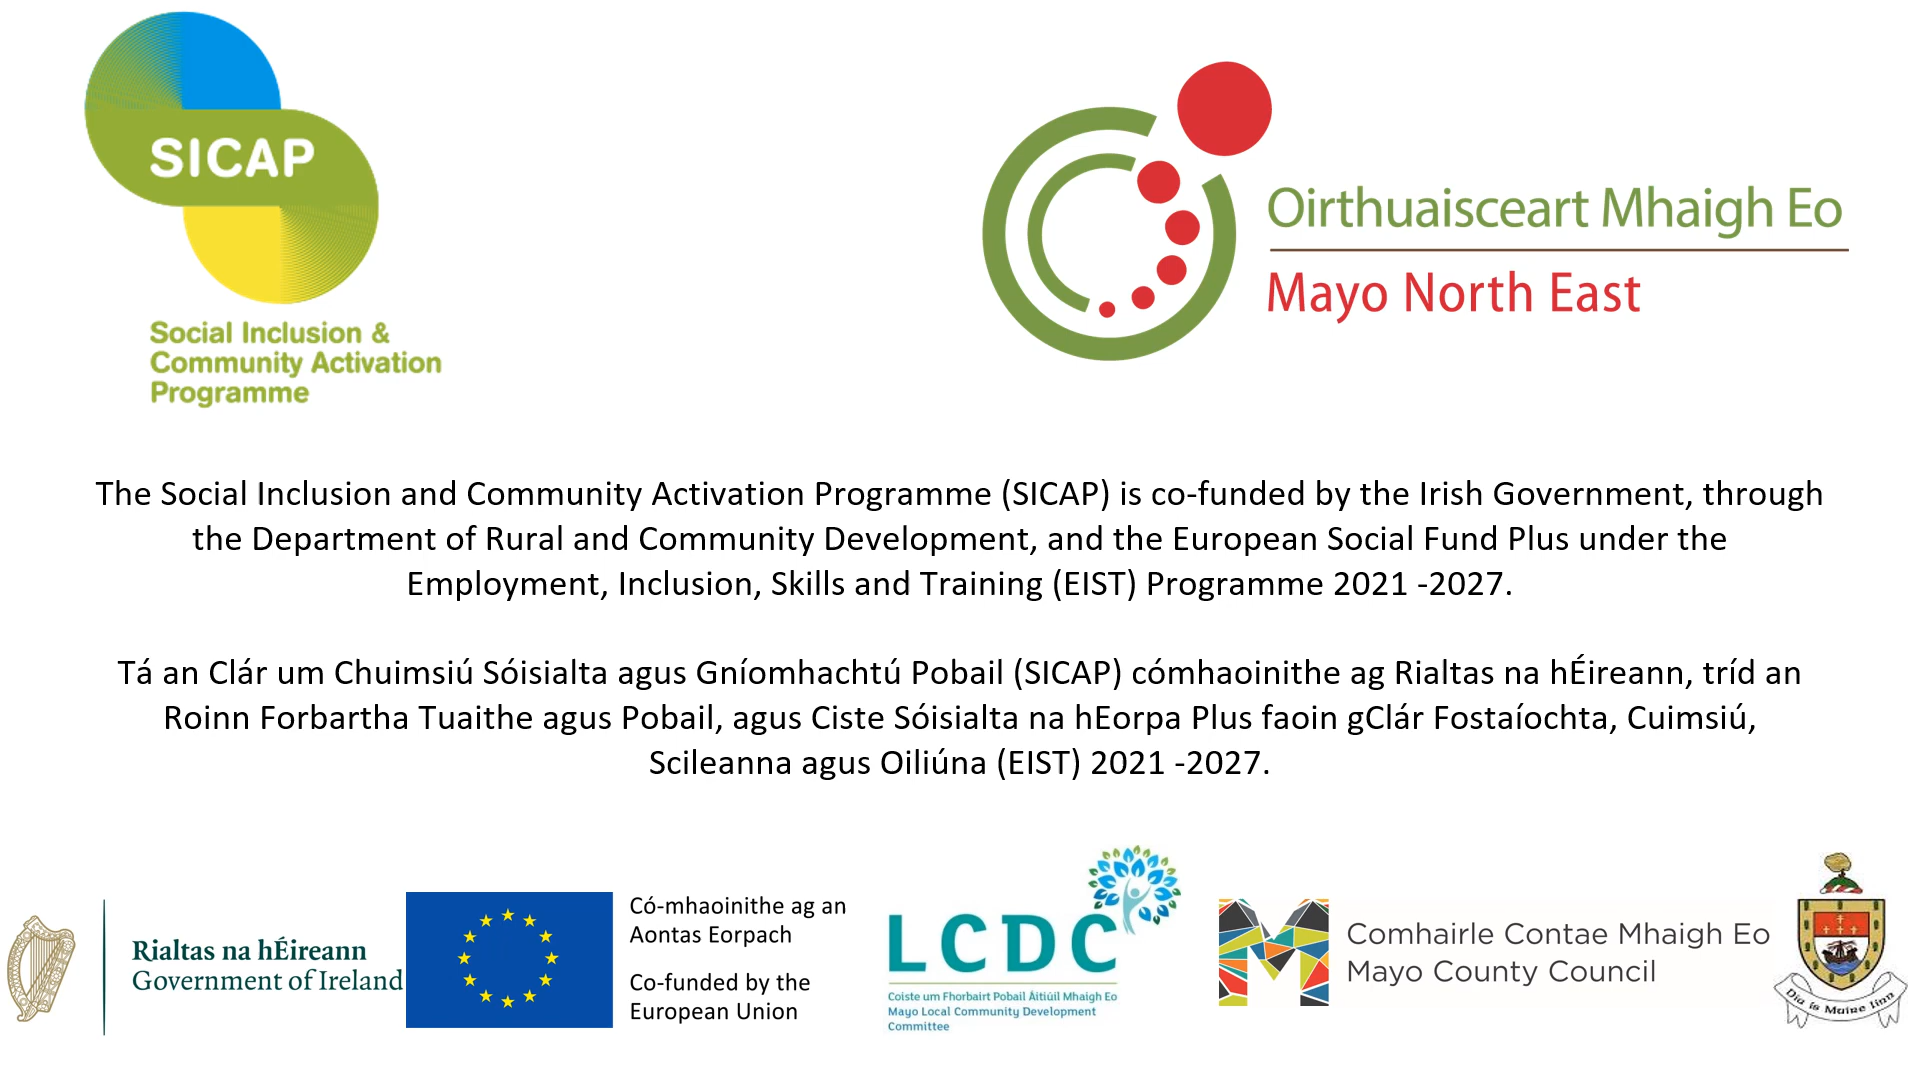 SICAP
Social Inclusion &
Community Activation
Programme
Oirthuaisceart Mhaigh Eo
Mayo North East
The Social Inclusion and Community Activation Programme (SICAP) is co-funded by the Irish Government, through
the Department of Rural and Community Development, and the European Social Fund Plus under the
Employment, Inclusion, Skills and Training (EIST) Programme 2021 -2027.
Tá an Clár um Chuimsiú Sóisialta agus Gníomhachtú Pobail (SICAP) cómhaoinithe ag Rialtas na hÉireann, tríd an
Roinn Forbartha Tuaithe agus Pobail, agus Ciste Sóisialta na hEorpa Plus faoin gClár Fostaíochta, Cuimsiú,
Scileanna agus Oiliúna (EIST) 2021 -2027.
Rialtas na hÉireann
Government of Ireland
Có-mhaoinithe ag an
Aontas Eorpach
Co-funded by the
European Union
LCDC
Coiste um Fhorbairt Pobail Áitiúil Mhaigh Eo
Mayo Local Community Development
Committee
Comhairle Contae Mhaigh Eo
Mayo County Council
Dia is Muire linn